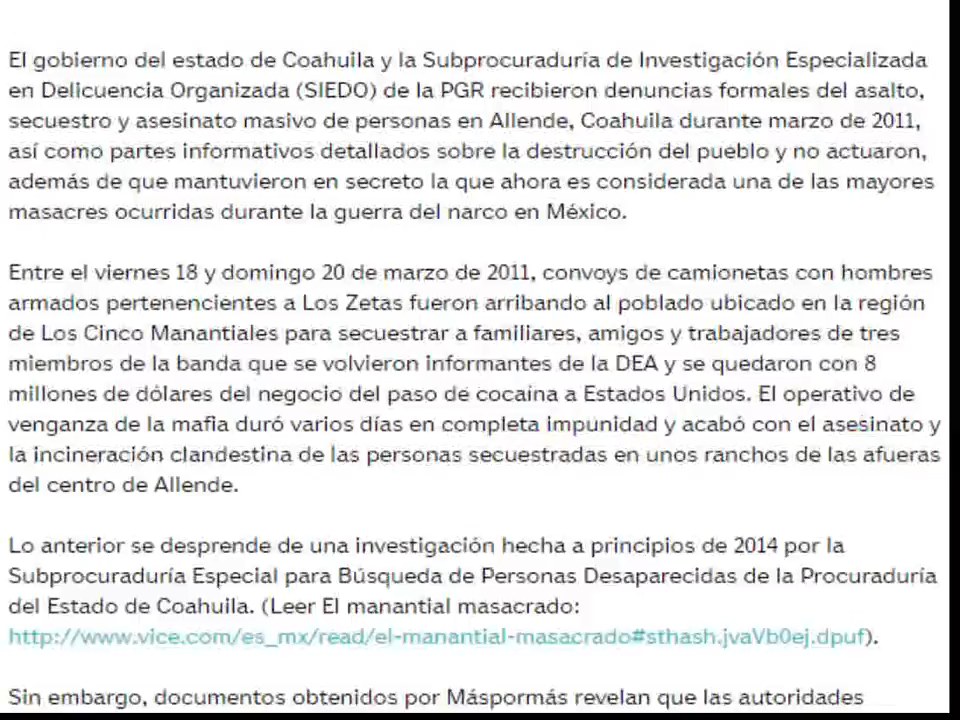 El gobierno del estado de Coahuila y la Subprocuraduría de Investigación Especializada
en Delicuencia Organizada (SIEDO) de la PGR recibieron denuncias formales del asalto,
secuestro y asesinato masivo de personas en Allende, Coahuila durante marzo de 2011,
así como partes informativos detallados sobre la destrucción del pueblo y no actuaron,
además de que mantuvieron en secreto la que ahora es considerada una de las mayores
masacres ocurridas durante la guerra del narco en México.
Entre el viernes 18 y domingo 20 de marzo de 2011, convoys de camionetas con hombres
armados pertenencientes a Los Zetas fueron arribando al poblado ubicado en la región
de Los Cinco Manantiales para secuestrar a familiares, amigos y trabajadores de tres
miembros de la banda que se volvieron informantes de la DEA y se quedaron con 8
millones de dólares del negocio del paso de cocaína a Estados Unidos. El operativo de
venganza de la mafia duró varios días en completa impunidad y acabó con el asesinato y
la incineración clandestina de las personas secuestradas en unos ranchos de las afueras
del centro de Allende.
Lo anterior se desprende de una investigación hecha a principios de 2014 por la
Subprocuraduría Especial para Búsqueda de Personas Desaparecidas de la Procuraduría
del Estado de Coahuila. (Leer El manantial masacrado:
http://www.vice.com/es_mx/read/el-manantial-masacrado#sthash.jvaVb0ej.dpuf).
Sin embargo, documentos obtenidos por Máspormás revelan que las autoridades